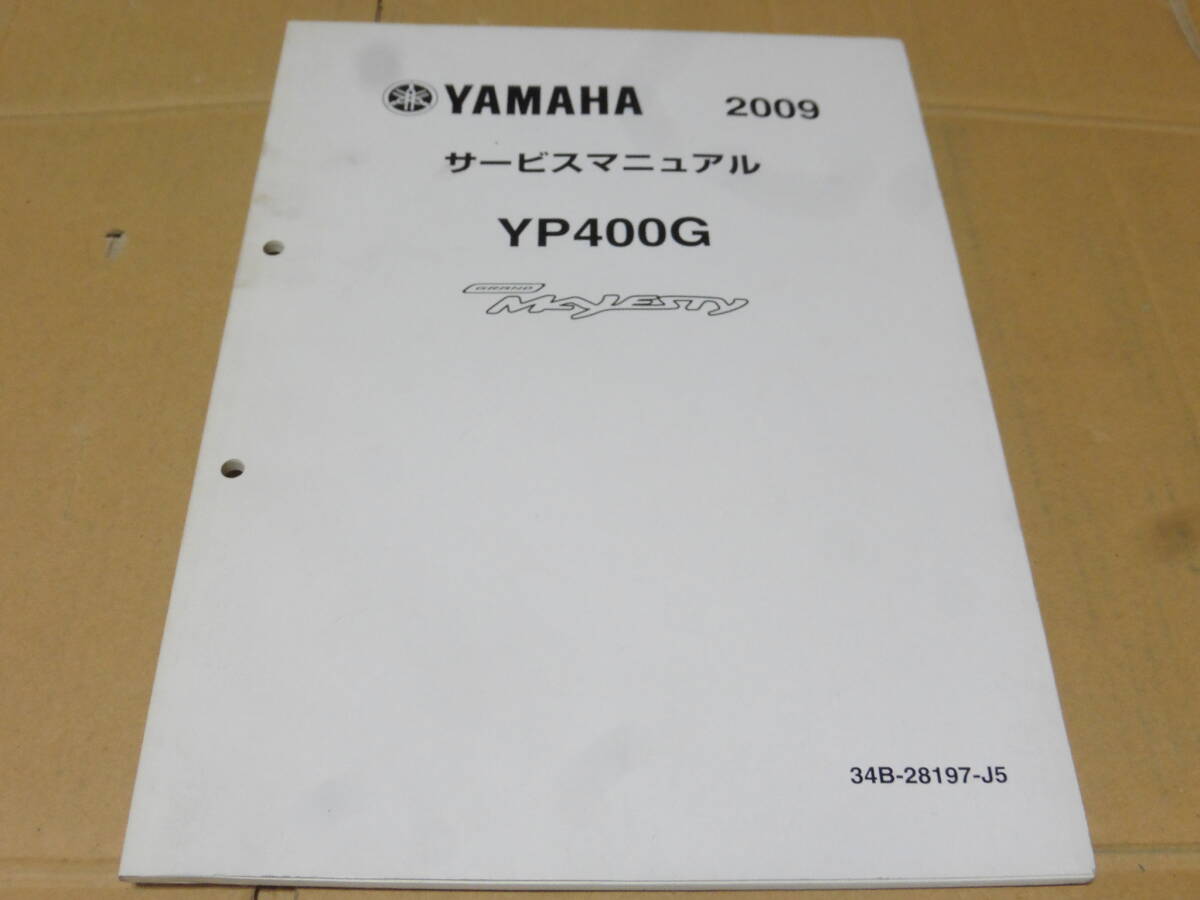 YAMAHA 2009
サービスマニュアル
YP400G
GRAND
MAJESTY
34B-28197-J5